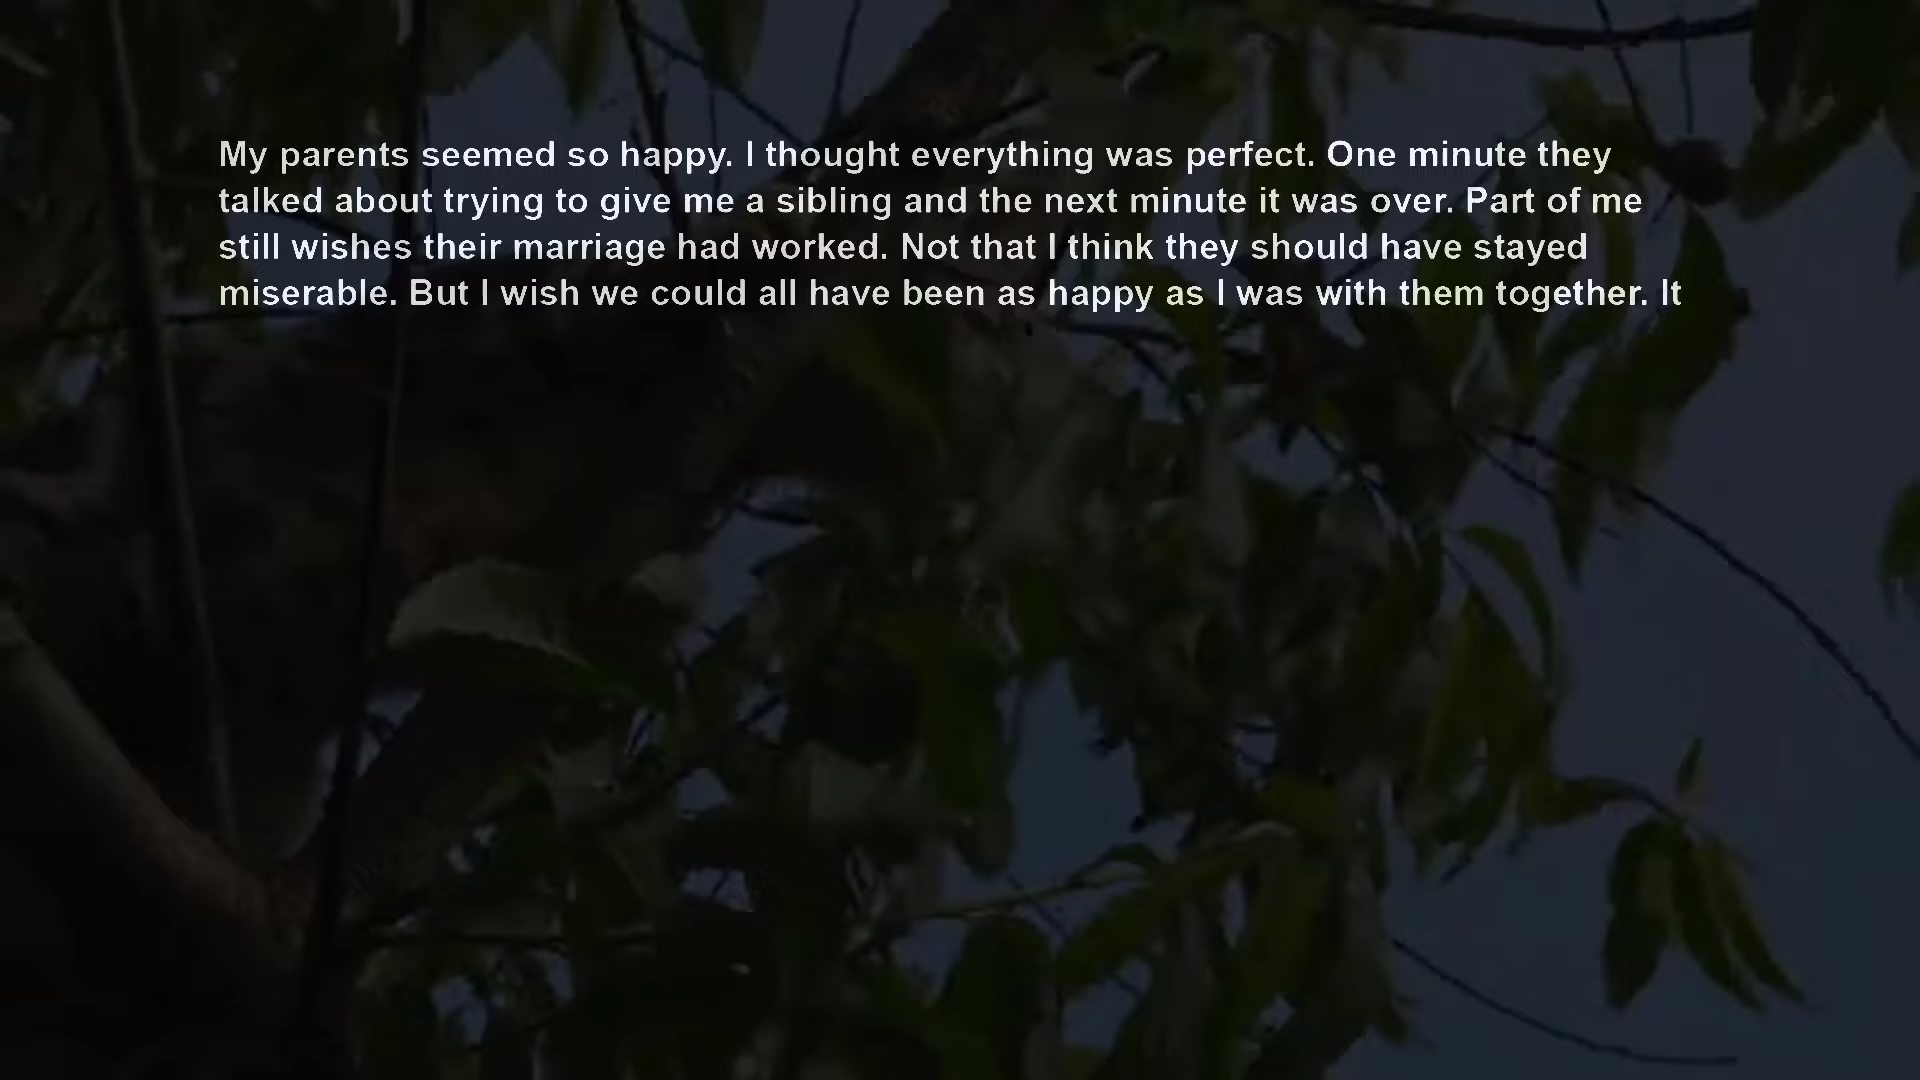 My parents seemed so happy. I thought everything was perfect. One minute they
talked about trying to give me a sibling and the next minute it was over. Part of me
still wishes their marriage had worked. Not that I think they should have stayed
miserable. But I wish we could all have been as happy as I was with them together. It